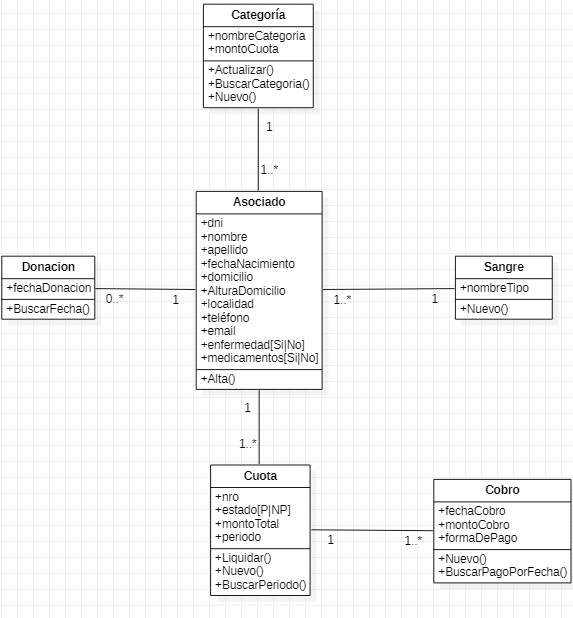 Categoría
+nombreCategoria
+montoCuota
+Actualizar()
+BuscarCategoria()
+Nuevo()
1
1..*
Asociado
+dni
+nombre
+apellido
+fechaNacimiento
+domicilio
+AlturaDomicilio
+localidad
+teléfono
+email
+enfermedad[Si|No]
+medicamentos[Si|No]
+Alta()
Donacion
+fechaDonacion
+BuscarFecha()
0..*
1
1..*
1
Sangre
+nombreTipo
+Nuevo()
1
1..*
Cuota
+nro
+estado[P|NP]
+montoTotal
+periodo
+Liquidar()
+Nuevo()
+BuscarPeriodo()
1
1..*
Cobro
+fechaCobro
+montoCobro
+formaDePago
+Nuevo()
+BuscarPagoPorFecha()